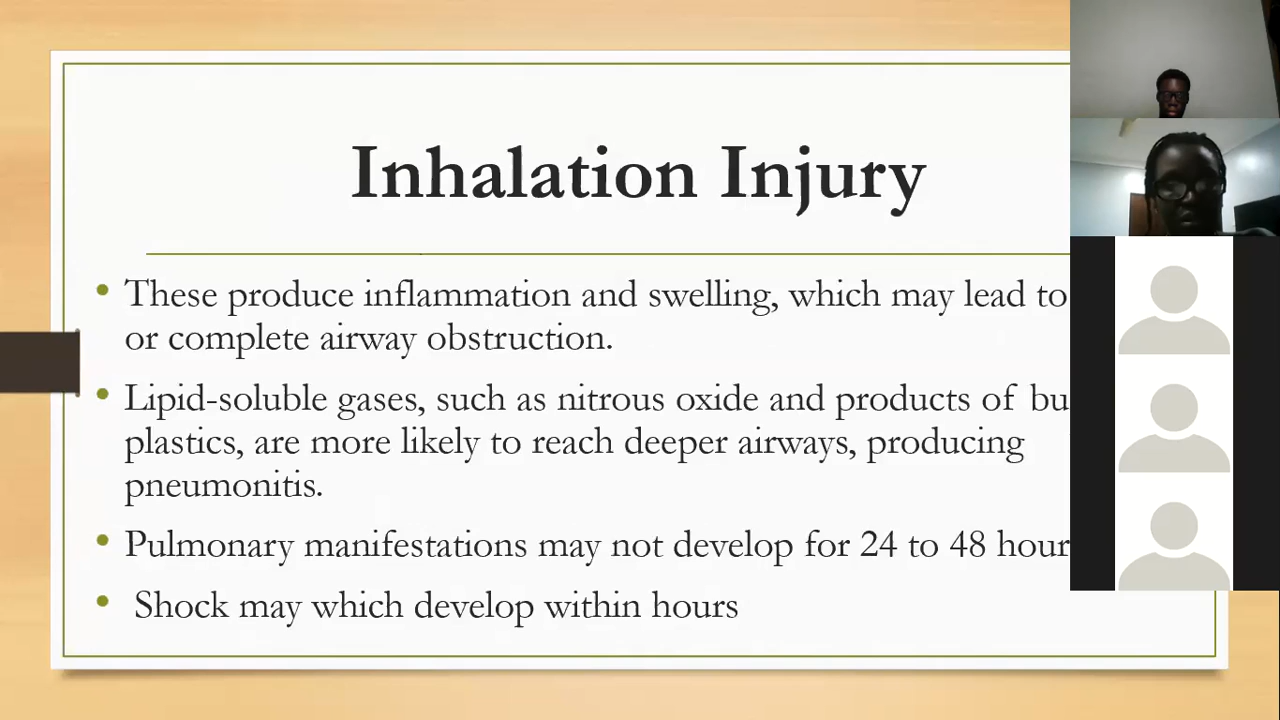 Inhalation Injury
• These produce inflammation and swelling, which may lead to
or complete airway obstruction.
• Lipid-soluble gases, such as nitrous oxide and products of bu
plastics, are more likely to reach deeper airways, producing
pneumonitis.
• Pulmonary manifestations may not develop for 24 to 48 hour
• Shock may which develop within hours